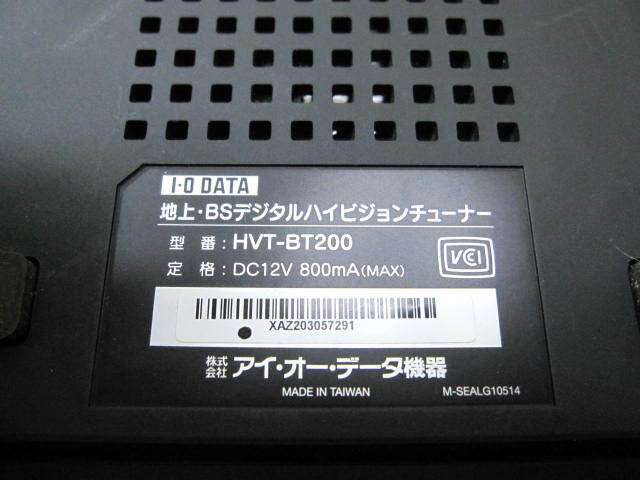 I·O DATA
地上・BSデジタルハイビジョンチューナー
型 番 : HVT-BT200
定 格 : DC12V 800mA(MAX)
VCI
XAZ203057291
株式会社 アイ・オー・データ機器
MADE IN TAIWAN
M-SEALG10514